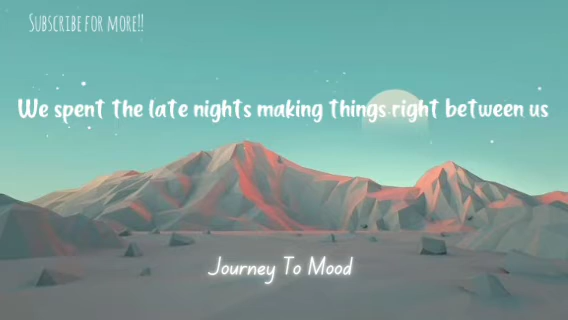 Subscribe for more!!
We spent the late nights making things right between us
Journey To Mood